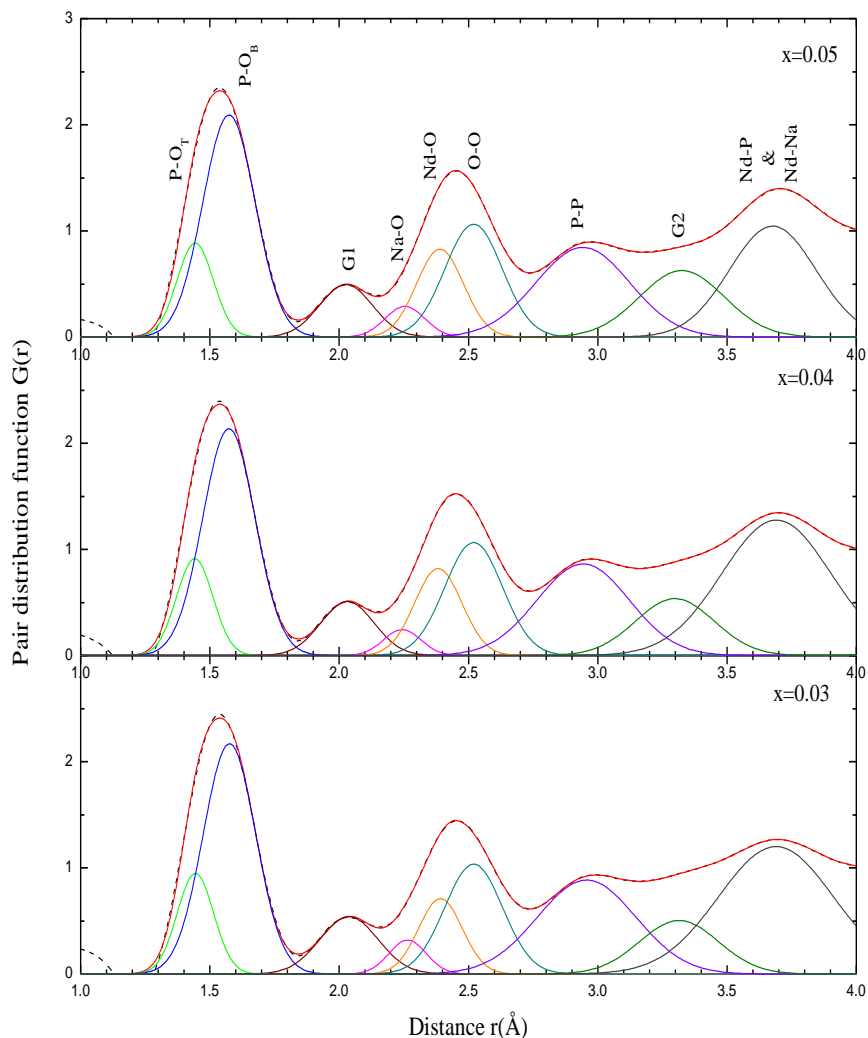 3
x=0.05
P-O_B
P-O_T
Nd-O
O-O
Nd-P
&
Nd-Na
P-P
G2
Na-O
G1
2
1
0
1.0 1.5 2.0 2.5 3.0 3.5 4.0
x=0.04
2
1
0
1.0 1.5 2.0 2.5 3.0 3.5 4.0
x=0.03
2
1
0
1.0 1.5 2.0 2.5 3.0 3.5 4.0
Pair distribution function G(r)
Distance r(Å)